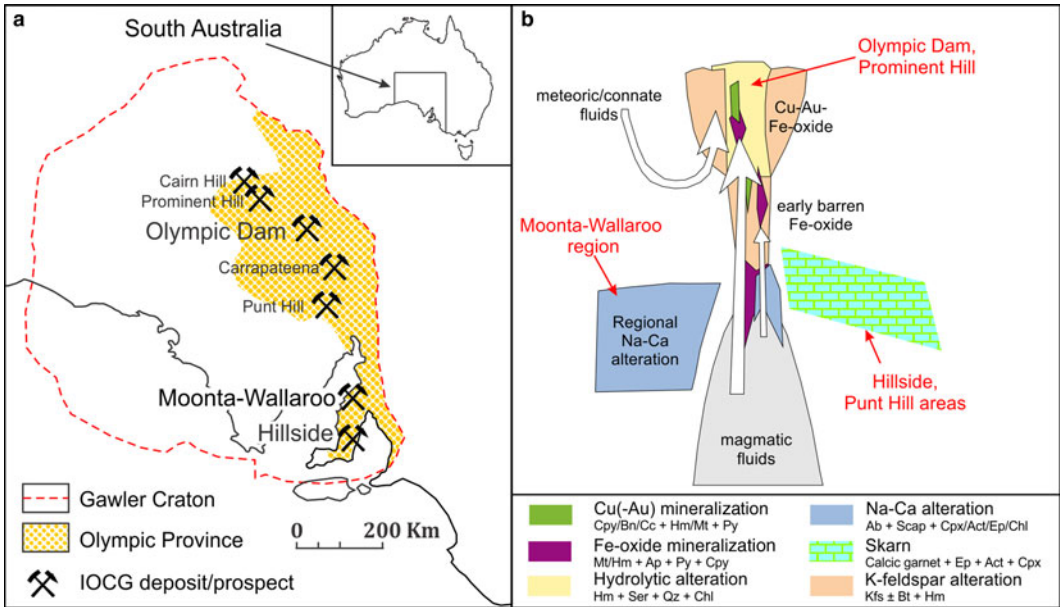 a
South Australia
Cairn Hill
Prominent Hill
Olympic Dam
Carrapateena
Punt Hill
Moonta-Wallaroo
Hillside
Gawler Craton
Olympic Province
IOCG deposit/prospect
0 200 Km
b
Olympic Dam,
Prominent Hill
meteoric/connate
fluids
Cu-Au-
Fe-oxide
early barren
Fe-oxide
Moonta-Wallaroo
region
Regional
Na-Ca
alteration
Hillside,
Punt Hill areas
magmatic
fluids
Cu(-Au) mineralization
Cpy/Bn/Cc + Hm/Mt + Py
Fe-oxide mineralization
Mt/Hm + Ap + Py + Cpy
Hydrolytic alteration
Hm + Ser + Qz + Chl
Na-Ca alteration
Ab + Scap + Cpx/Act/Ep/Chl
Skarn
Calcic garnet + Ep + Act + Cpx
K-feldspar alteration
Kfs ± Bt + Hm